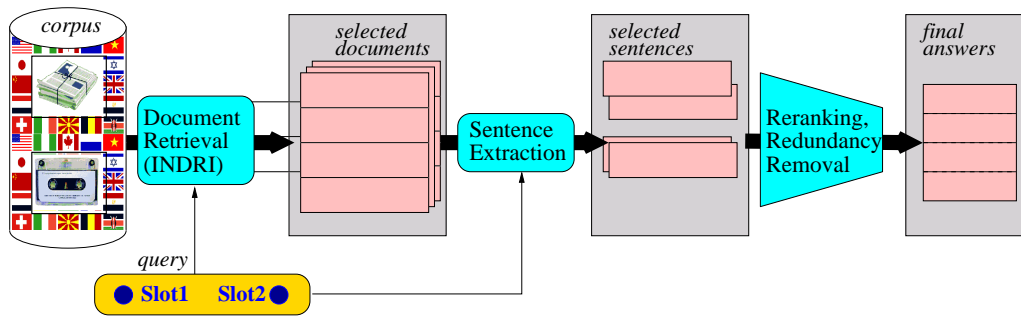 corpus
selected
documents
selected
sentences
final
answers
Document
Retrieval
(INDRI)
Sentence
Extraction
Reranking,
Redundancy
Removal
query
Slot1
Slot2